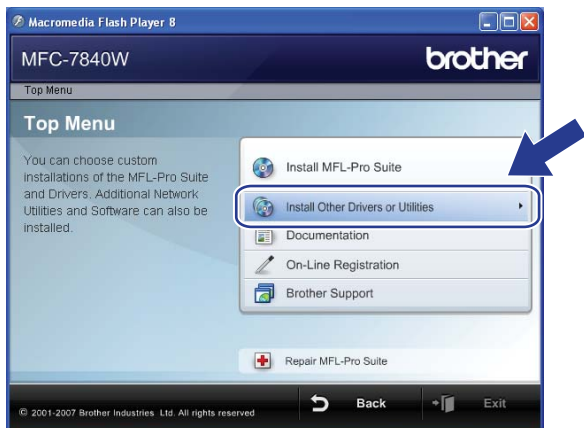 Macromedia Flash Player 8
MFC-7840W
brother
Top Menu
Top Menu
You can choose custom
installations of the MFL-Pro Suite
and Drivers. Additional Network
Utilities and Software can also be
installed.
Install MFL-Pro Suite
Install Other Drivers or Utilities
Documentation
On-Line Registration
Brother Support
Repair MFL-Pro Suite
© 2001-2007 Brother Industries Ltd. All rights reserved
Back
Exit